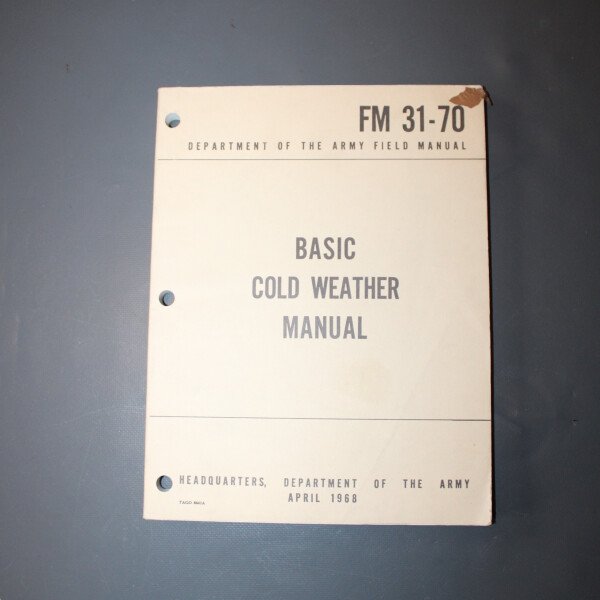 FM 31-70
DEPARTMENT OF THE ARMY FIELD MANUAL
BASIC
COLD WEATHER
MANUAL
HEADQUARTERS, DEPARTMENT OF THE ARMY
APRIL 1968
TAGO